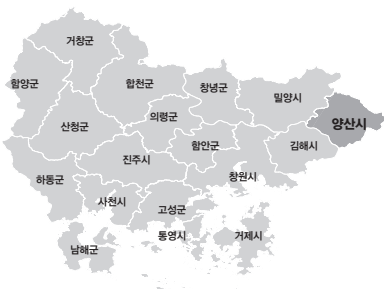 거창군
함양군
합천군
창녕군
밀양시
산청군
의령군
양산시
진주시
함안군
김해시
하동군
창원시
사천시
고성군
통영시
거제시
남해군